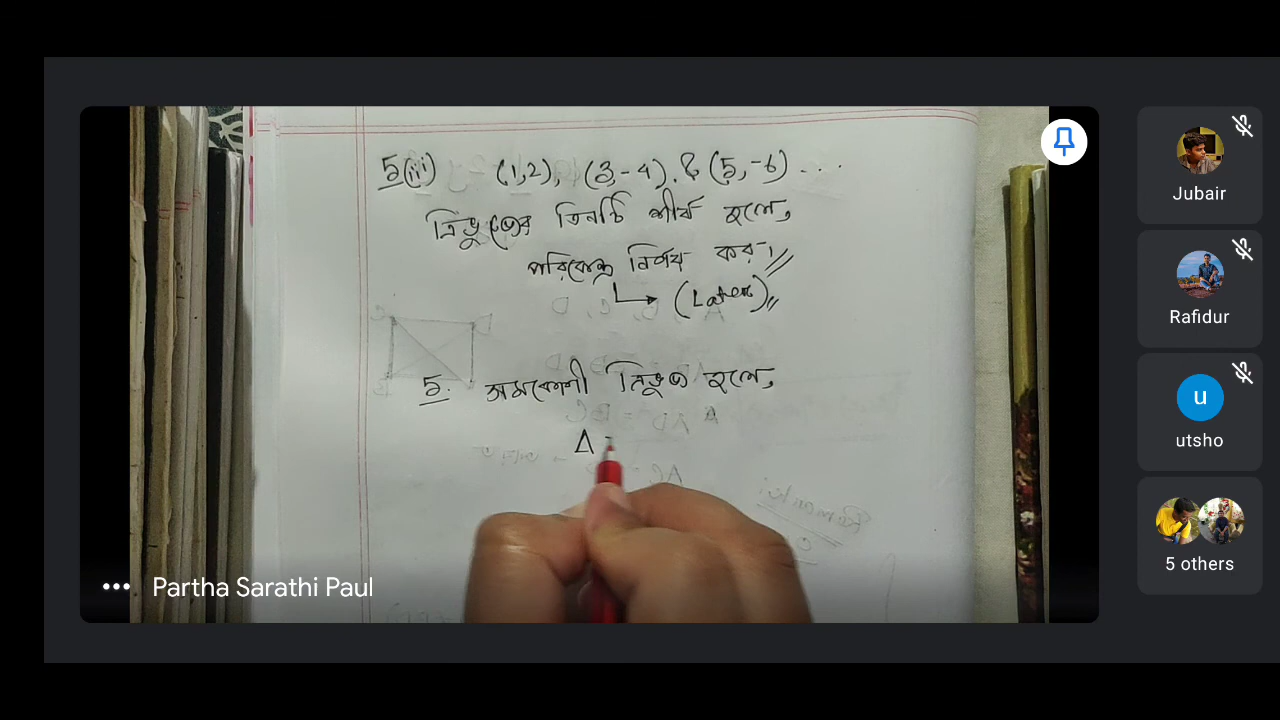 5(iii) (1,2), (3,-4). & (5,-6) ...
ত্রিভুজের তিনটি শীর্ষ হলে,
পরিকেন্দ্র নির্ণয় কর।
↳ (Later)
5. সমকোণী ত্রিভুজ হলে,
Δ
Partha Sarathi Paul
Jubair
Rafidur
u
utsho
5 others